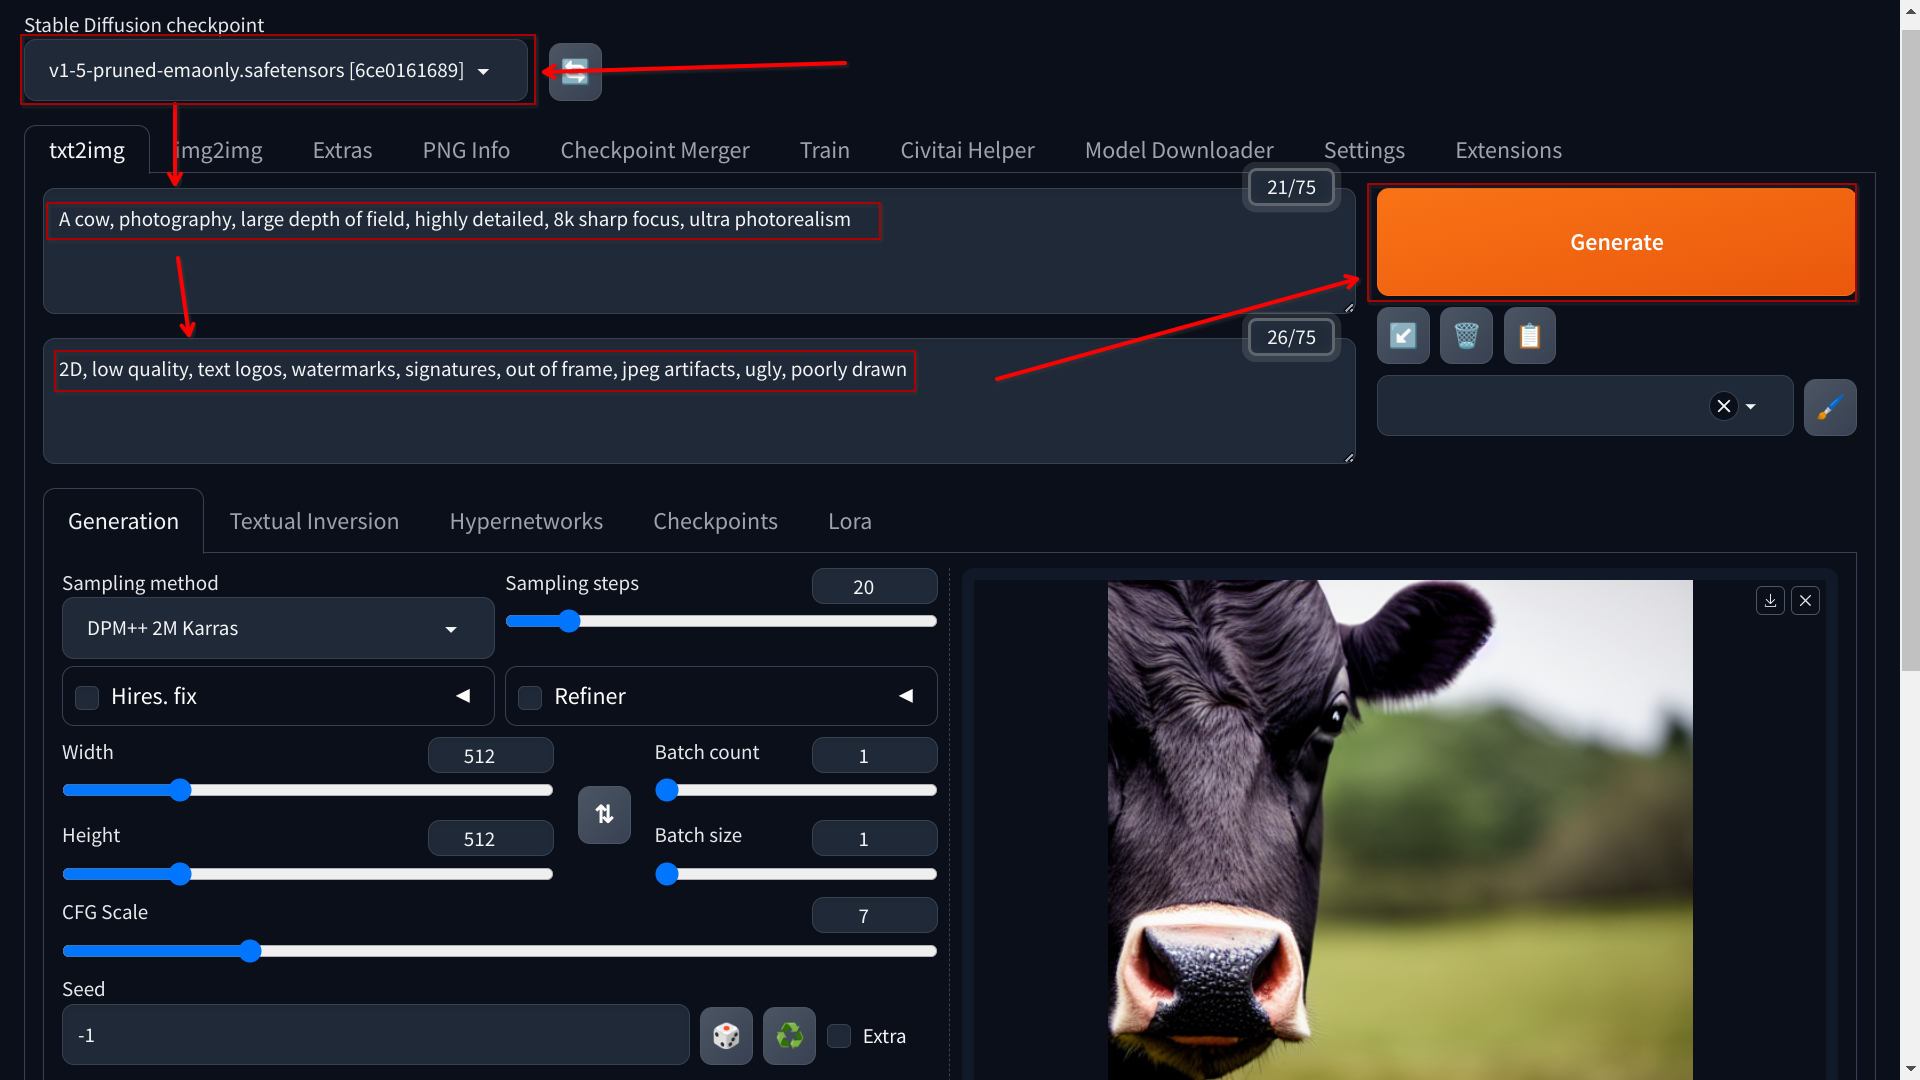 Stable Diffusion checkpoint
v1-5-pruned-emaonly.safetensors [6ce0161689]
txt2img img2img Extras PNG Info Checkpoint Merger Train Civitai Helper Model Downloader Settings Extensions
21/75
A cow, photography, large depth of field, highly detailed, 8k sharp focus, ultra photorealism
Generate
26/75
2D, low quality, text logos, watermarks, signatures, out of frame, jpeg artifacts, ugly, poorly drawn
Generation Textual Inversion Hypernetworks Checkpoints Lora
Sampling method
DPM++ 2M Karras
Sampling steps 20
Hires. fix
Refiner
Width 512
Batch count 1
Height 512
Batch size 1
CFG Scale 7
Seed
-1
Extra